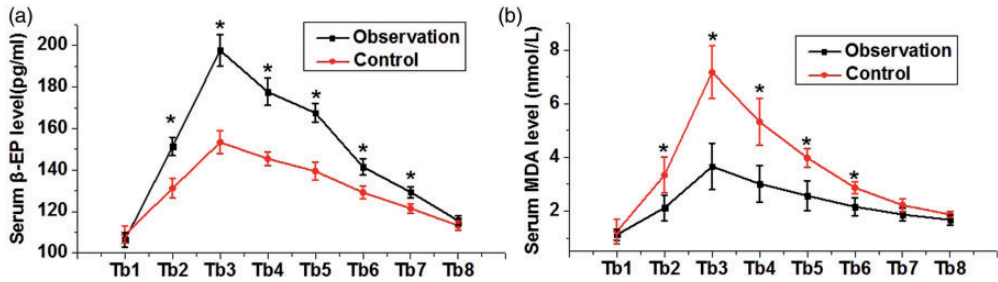 (a)
Serum β-EP level(pg/ml)
200
180
160
140
120
100
Observation
Control
*
*
*
*
*
*
Tb1 Tb2 Tb3 Tb4 Tb5 Tb6 Tb7 Tb8
(b)
Serum MDA level (nmol/L)
8
6
4
2
Observation
Control
*
*
*
*
*
Tb1 Tb2 Tb3 Tb4 Tb5 Tb6 Tb7 Tb8